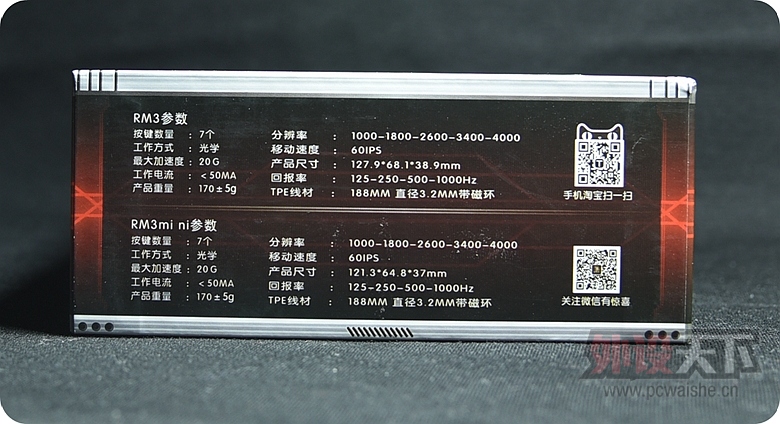 RM3参数
按键数量 : 7个 分辨率 : 1000-1800-2600-3400-4000
工作方式 : 光学 移动速度 : 60IPS
最大加速度 : 20G 产品尺寸 : 127.9*68.1*38.9mm
工作电流 : <50MA 回报率 : 125-250-500-1000Hz
产品重量 : 170±5g TPE线材 : 188MM 直径3.2MM带磁环
手机淘宝扫一扫
RM3mi ni参数
按键数量 : 7个 分辨率 : 1000-1800-2600-3400-4000
工作方式 : 光学 移动速度 : 60IPS
最大加速度 : 20G 产品尺寸 : 121.3*64.8*37mm
工作电流 : <50MA 回报率 : 125-250-500-1000Hz
产品重量 : 170±5g TPE线材 : 188MM 直径3.2MM带磁环
关注微信有惊喜
外设天下
www.pcwaishe.cn